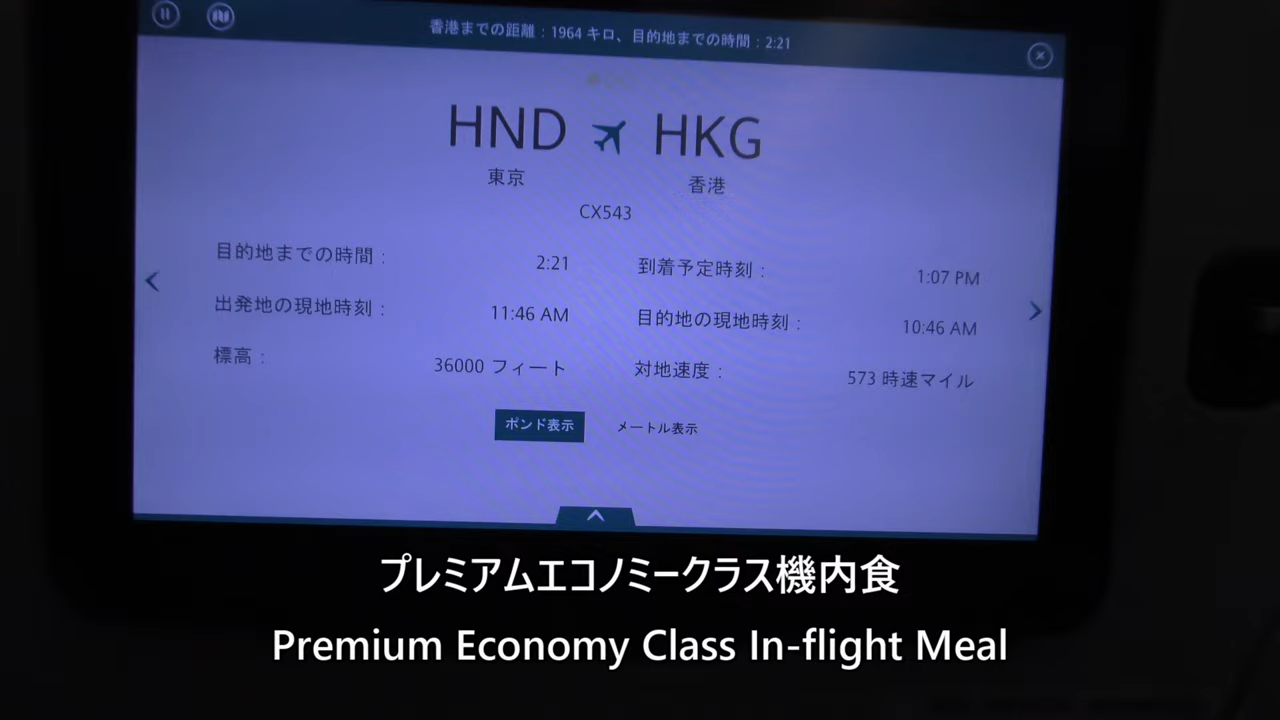 香港までの距離：1964 キロ、目的地までの時間：2:21
HND HKG
東京 香港
CX543
目的地までの時間： 2:21 到着予定時刻： 1:07 PM
出発地の現地時刻： 11:46 AM 目的地の現地時刻： 10:46 AM
標高： 36000 フィート 対地速度： 573 時速マイル
ポンド表示 メートル表示
プレミアムエコノミークラス機内食
Premium Economy Class In-flight Meal